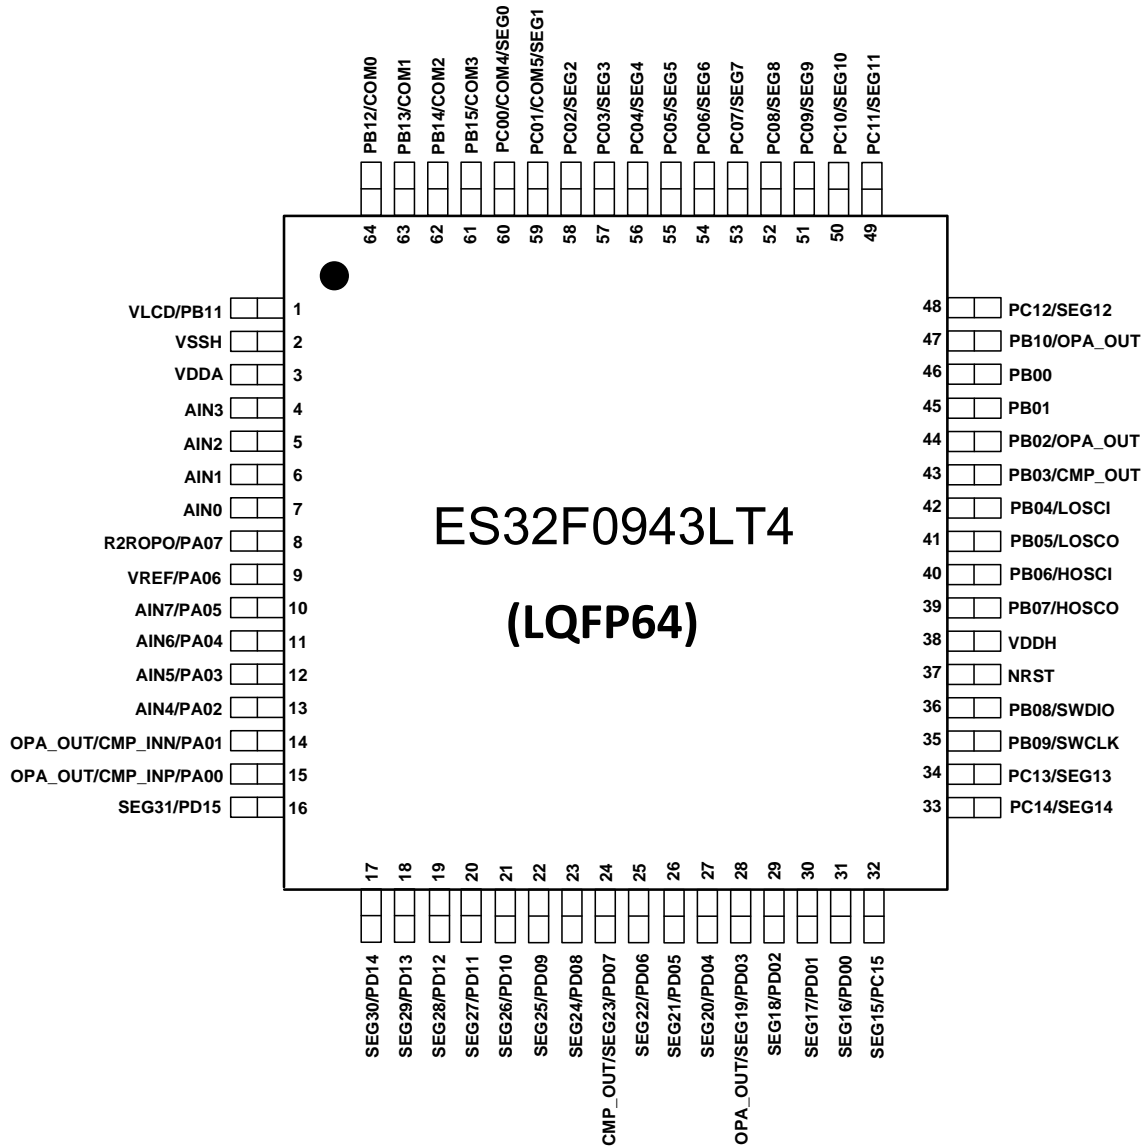 PB12/COM0
PB13/COM1
PB14/COM2
PB15/COM3
PC00/COM4/SEG0
PC01/COM5/SEG1
PC02/SEG2
PC03/SEG3
PC04/SEG4
PC05/SEG5
PC06/SEG6
PC07/SEG7
PC08/SEG8
PC09/SEG9
PC10/SEG10
PC11/SEG11
64
63
62
61
60
59
58
57
56
55
54
53
52
51
50
49
VLCD/PB11 1
VSSH 2
VDDA 3
AIN3 4
AIN2 5
AIN1 6
AIN0 7
R2ROPO/PA07 8
VREF/PA06 9
AIN7/PA05 10
AIN6/PA04 11
AIN5/PA03 12
AIN4/PA02 13
OPA_OUT/CMP_INN/PA01 14
OPA_OUT/CMP_INP/PA00 15
SEG31/PD15 16
ES32F0943LT4
(LQFP64)
48 PC12/SEG12
47 PB10/OPA_OUT
46 PB00
45 PB01
44 PB02/OPA_OUT
43 PB03/CMP_OUT
42 PB04/LOSCI
41 PB05/LOSCO
40 PB06/HOSCI
39 PB07/HOSCO
38 VDDH
37 NRST
36 PB08/SWDIO
35 PB09/SWCLK
34 PC13/SEG13
33 PC14/SEG14
17
18
19
20
21
22
23
24
25
26
27
28
29
30
31
32
SEG30/PD14
SEG29/PD13
SEG28/PD12
SEG27/PD11
SEG26/PD10
SEG25/PD09
SEG24/PD08
CMP_OUT/SEG23/PD07
SEG22/PD06
SEG21/PD05
SEG20/PD04
OPA_OUT/SEG19/PD03
SEG18/PD02
SEG17/PD01
SEG16/PD00
SEG15/PC15